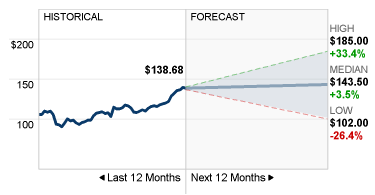 HISTORICAL
FORECAST
HIGH
$200
$185.00
+33.4%
$138.68
MEDIAN
150
$143.50
+3.5%
LOW
100
$102.00
-26.4%
Last 12 Months
Next 12 Months